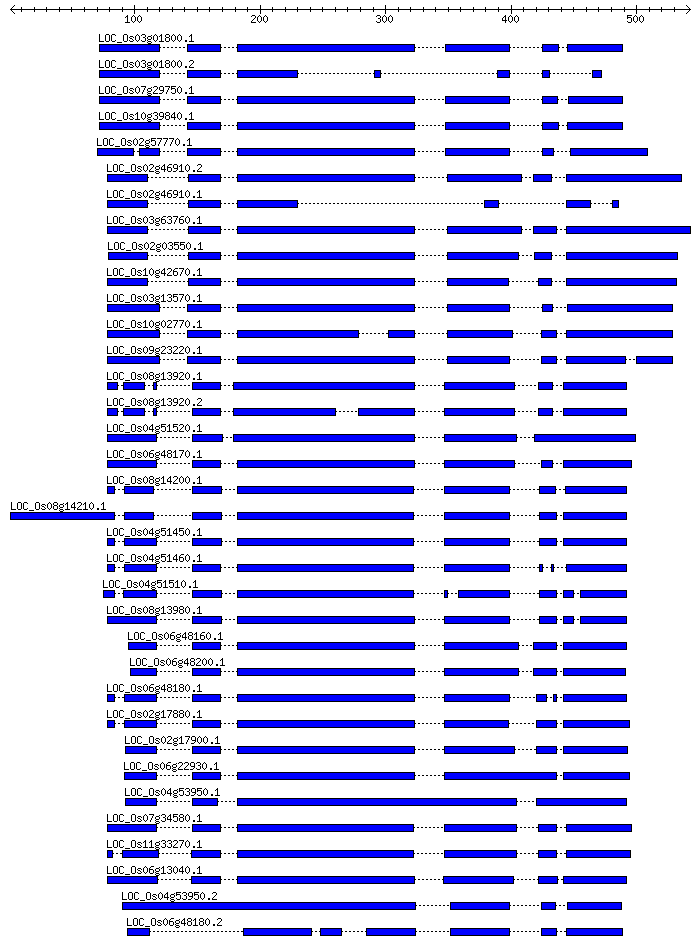 100 200 300 400 500
LOC_Os03g01800.1
LOC_Os03g01800.2
LOC_Os07g29750.1
LOC_Os10g39840.1
LOC_Os02g57770.1
LOC_Os02g46910.2
LOC_Os02g46910.1
LOC_Os03g63760.1
LOC_Os02g03550.1
LOC_Os10g42670.1
LOC_Os03g13570.1
LOC_Os10g02770.1
LOC_Os09g23220.1
LOC_Os08g13920.1
LOC_Os08g13920.2
LOC_Os04g51520.1
LOC_Os06g48170.1
LOC_Os08g14200.1
LOC_Os08g14210.1
LOC_Os04g51450.1
LOC_Os04g51460.1
LOC_Os04g51510.1
LOC_Os08g13980.1
LOC_Os06g48160.1
LOC_Os06g48200.1
LOC_Os06g48180.1
LOC_Os02g17880.1
LOC_Os02g17900.1
LOC_Os06g22930.1
LOC_Os04g53950.1
LOC_Os07g34580.1
LOC_Os11g33270.1
LOC_Os06g13040.1
LOC_Os04g53950.2
LOC_Os06g48180.2